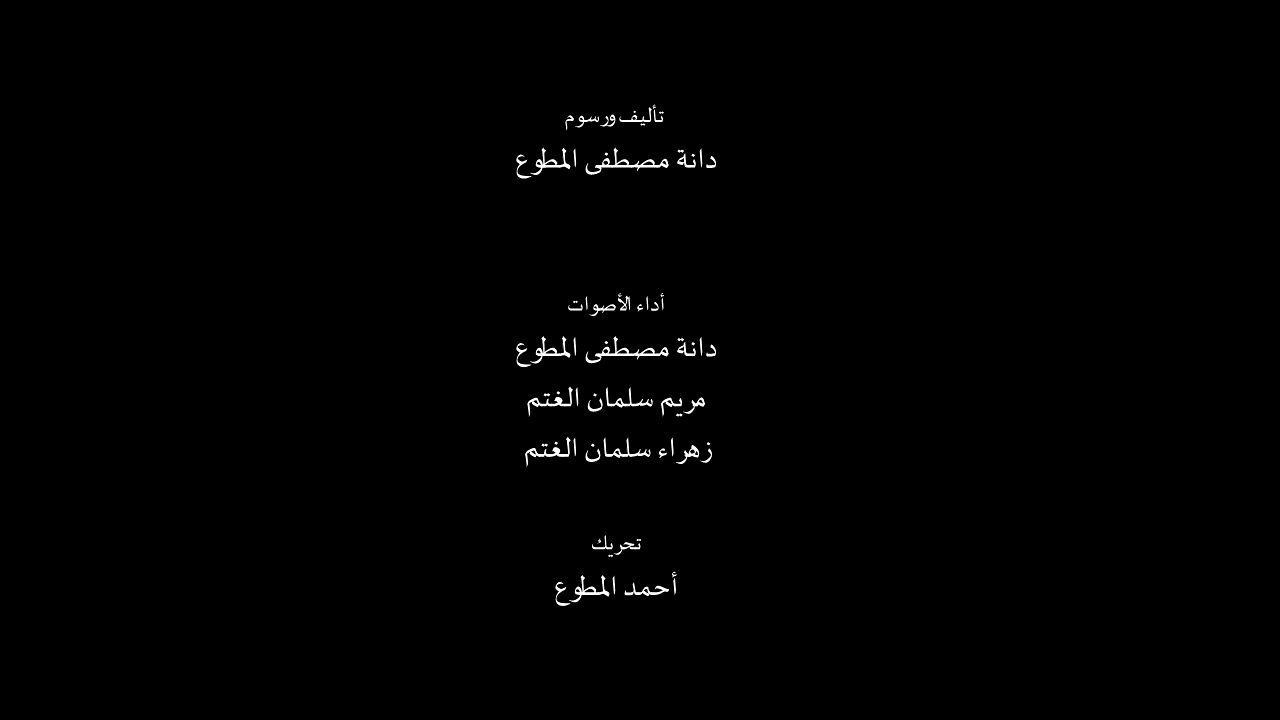 تأليف ورسوم
دانة مصطفى المطوع
أداء الأصوات
دانة مصطفى المطوع
مريم سلمان الغتم
زهراء سلمان الغتم
تحريك
أحمد المطوع